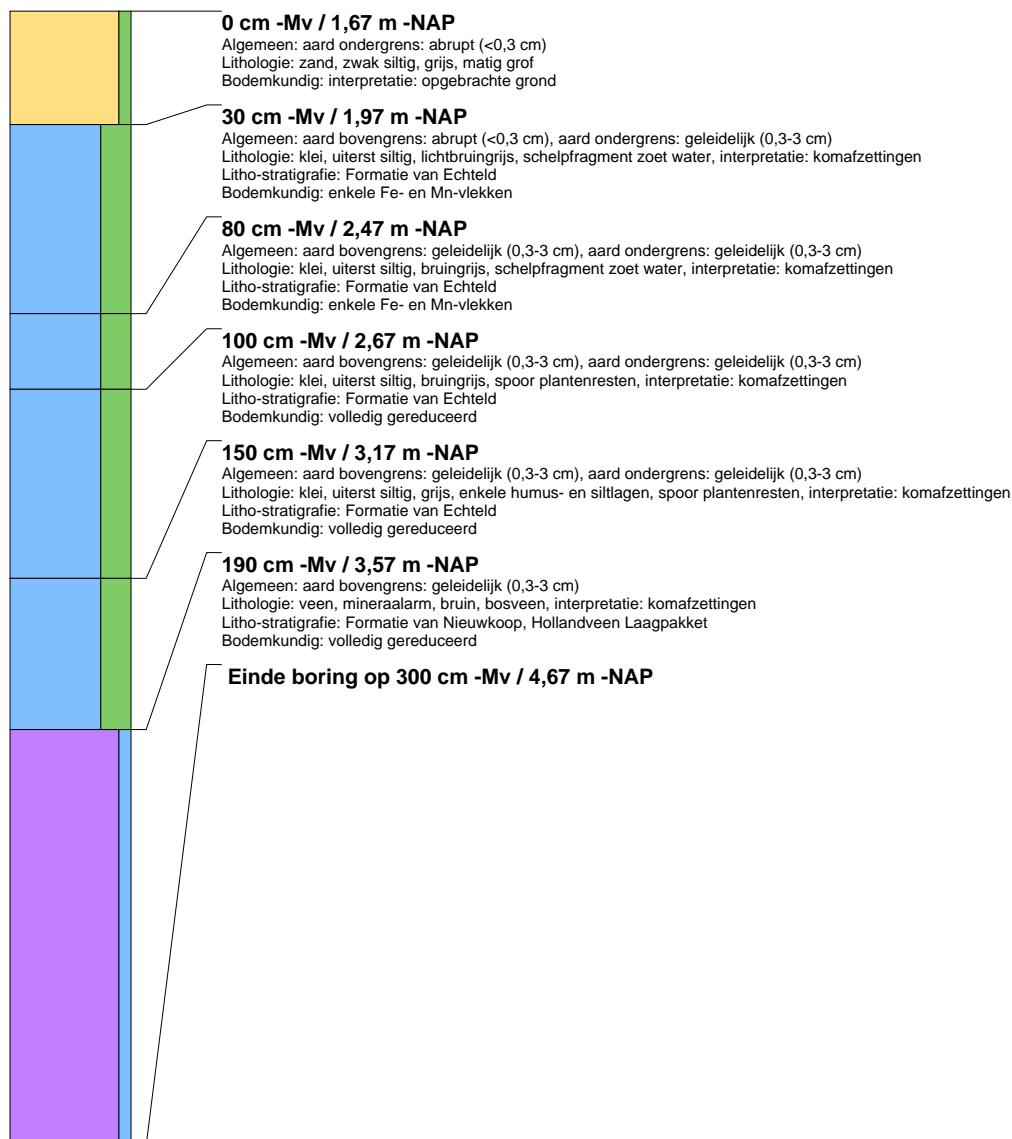 0 cm -Mv / 1,67 m -NAP
Algemeen: aard ondergrens: abrupt (<0,3 cm)
Lithologie: zand, zwak siltig, grijs, matig grof
Bodemkundig: interpretatie: opgebrachte grond
30 cm -Mv / 1,97 m -NAP
Algemeen: aard bovengrens: abrupt (<0,3 cm), aard ondergrens: geleidelijk (0,3-3 cm)
Lithologie: klei, uiterst siltig, lichtbruingrijs, schelpfragment zoet water, interpretatie: komafzettingen
Litho-stratigrafie: Formatie van Echteld
Bodemkundig: enkele Fe- en Mn-vlekken
80 cm -Mv / 2,47 m -NAP
Algemeen: aard bovengrens: geleidelijk (0,3-3 cm), aard ondergrens: geleidelijk (0,3-3 cm)
Lithologie: klei, uiterst siltig, bruingrijs, schelpfragment zoet water, interpretatie: komafzettingen
Litho-stratigrafie: Formatie van Echteld
Bodemkundig: enkele Fe- en Mn-vlekken
100 cm -Mv / 2,67 m -NAP
Algemeen: aard bovengrens: geleidelijk (0,3-3 cm), aard ondergrens: geleidelijk (0,3-3 cm)
Lithologie: klei, uiterst siltig, bruingrijs, spoor plantenresten, interpretatie: komafzettingen
Litho-stratigrafie: Formatie van Echteld
Bodemkundig: volledig gereduceerd
150 cm -Mv / 3,17 m -NAP
Algemeen: aard bovengrens: geleidelijk (0,3-3 cm), aard ondergrens: geleidelijk (0,3-3 cm)
Lithologie: klei, uiterst siltig, grijs, enkele humus- en siltlagen, spoor plantenresten, interpretatie: komafzettingen
Litho-stratigrafie: Formatie van Echteld
Bodemkundig: volledig gereduceerd
190 cm -Mv / 3,57 m -NAP
Algemeen: aard bovengrens: geleidelijk (0,3-3 cm)
Lithologie: veen, mineraalarm, bruin, bosveen, interpretatie: komafzettingen
Litho-stratigrafie: Formatie van Nieuwkoop, Hollandveen Laagpakket
Bodemkundig: volledig gereduceerd
Einde boring op 300 cm -Mv / 4,67 m -NAP